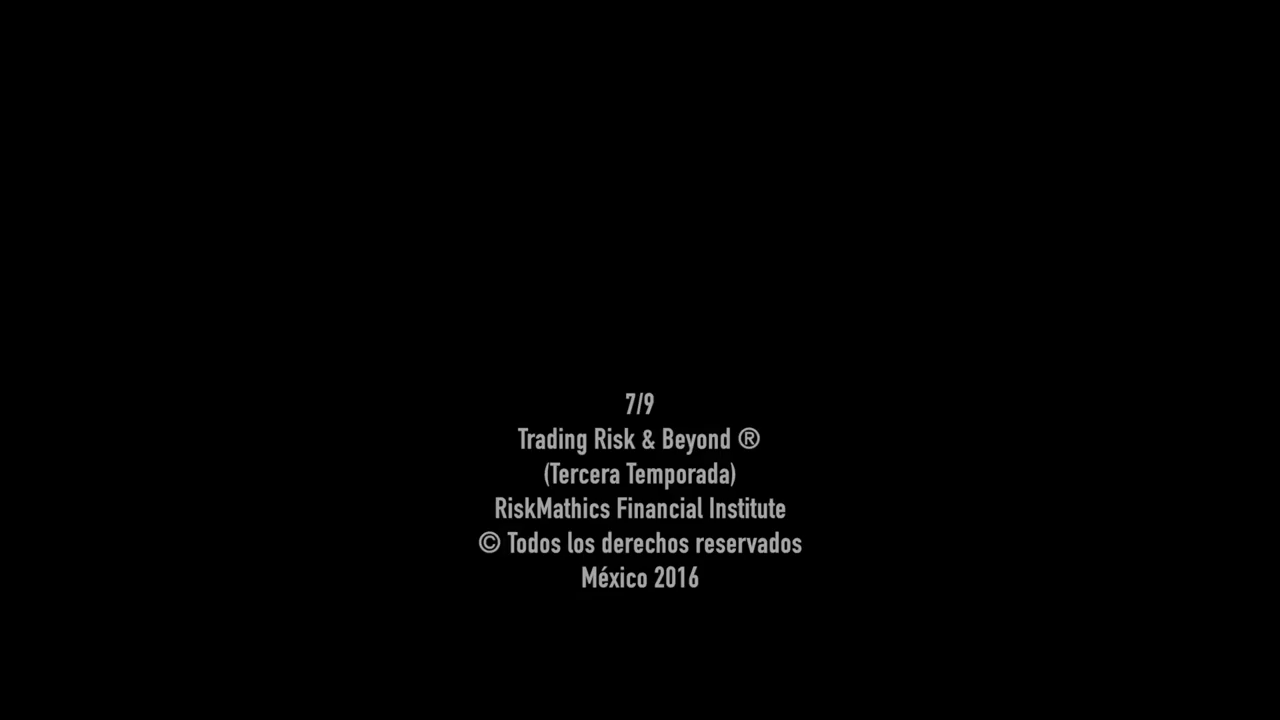 7/9
Trading Risk & Beyond ®
(Tercera Temporada)
RiskMathics Financial Institute
© Todos los derechos reservados
México 2016